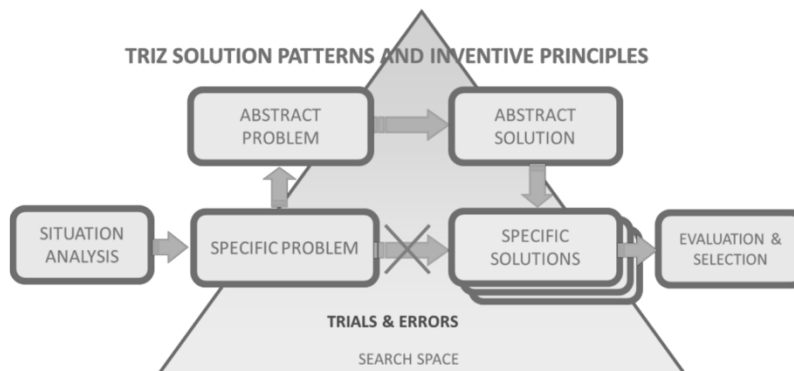 TRIZ SOLUTION PATTERNS AND INVENTIVE PRINCIPLES
ABSTRACT
PROBLEM
ABSTRACT
SOLUTION
SITUATION
ANALYSIS
SPECIFIC PROBLEM
SPECIFIC
SOLUTIONS
EVALUATION &
SELECTION
TRIALS & ERRORS
SEARCH SPACE